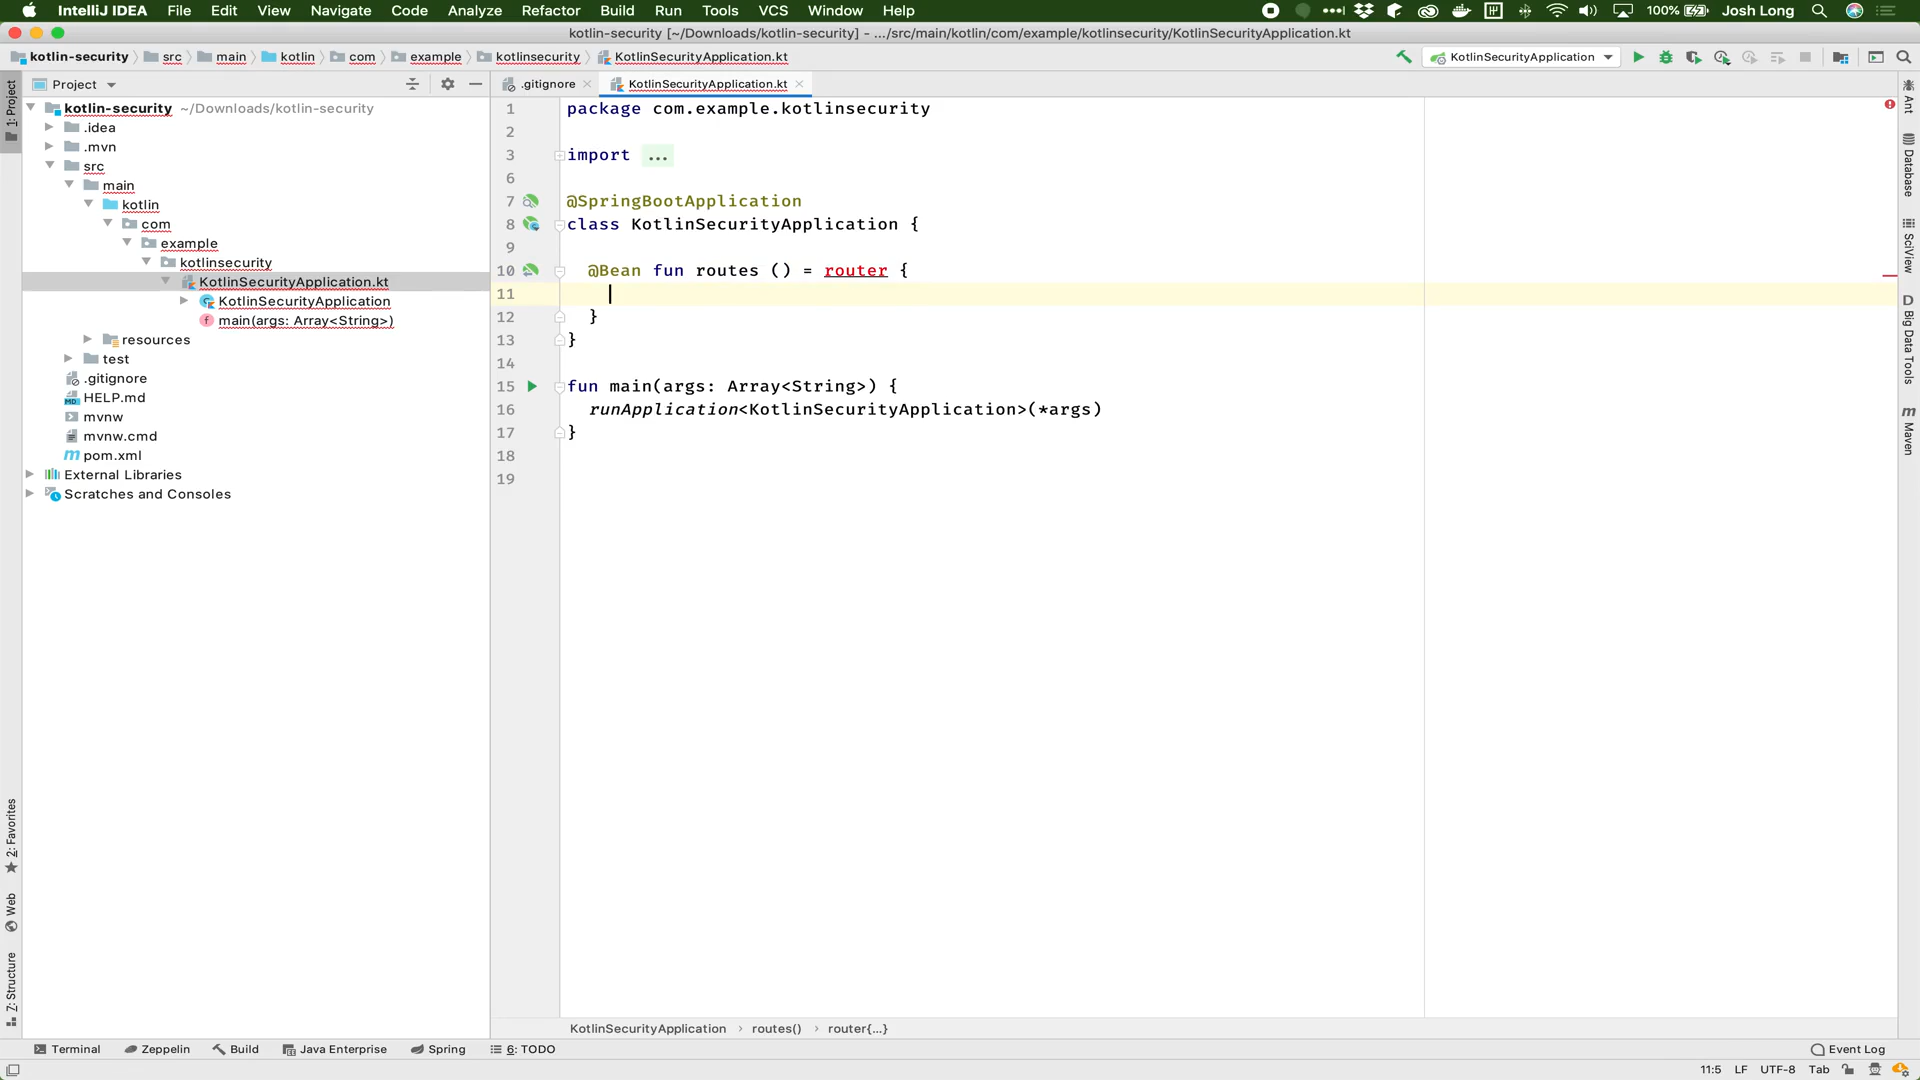 IntelliJ IDEA File Edit View Navigate Code Analyze Refactor Build Run Tools VCS Window Help 100% Josh Long
kotlin-security [~/Downloads/kotlin-security] - .../src/main/kotlin/com/example/kotlinsecurity/KotlinSecurityApplication.kt
kotlin-security src main kotlin com example kotlinsecurity KotlinSecurityApplication.kt KotlinSecurityApplication
Project
.gitignore KotlinSecurityApplication.kt
kotlin-security ~/Downloads/kotlin-security
.idea
.mvn
src
main
kotlin
com
example
kotlinsecurity
KotlinSecurityApplication.kt
KotlinSecurityApplication
main(args: Array<String>)
resources
test
.gitignore
HELP.md
mvnw
mvnw.cmd
pom.xml
External Libraries
Scratches and Consoles
1 package com.example.kotlinsecurity
2
3 import ...
6
7 @SpringBootApplication
8 class KotlinSecurityApplication {
9
10 @Bean fun routes () = router {
11
12 }
13 }
14
15 fun main(args: Array<String>) {
16 runApplication<KotlinSecurityApplication>(*args)
17 }
18
19
1: Project
2: Favorites
Web
Z: Structure
Ant
Database
SciView
D Big Data Tools
m Maven
KotlinSecurityApplication › routes() › router{...}
Terminal Zeppelin Build Java Enterprise Spring 6: TODO Event Log
11:5 LF UTF-8 Tab